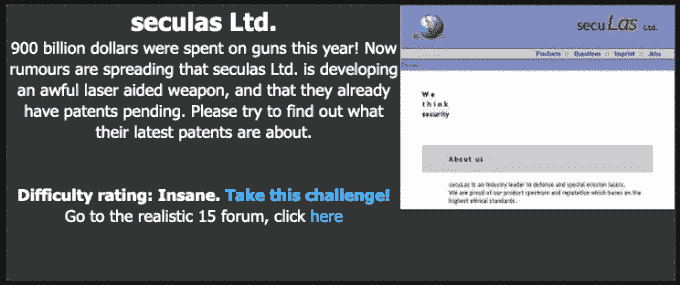 seculas Ltd.
900 billion dollars were spent on guns this year! Now
rumours are spreading that seculas Ltd. is developing
an awful laser aided weapon, and that they already
have patents pending. Please try to find out what
their latest patents are about.
Difficulty rating: Insane. Take this challenge!
Go to the realistic 15 forum, click here
secuLas Ltd.
Products :: Questions :: Imprint :: Jobs
We
think
security
About us
secuLas is an industry leader in defense and special mission lasers.
We are proud of our product spectrum and reputation which bases on the
highest ethical standards.